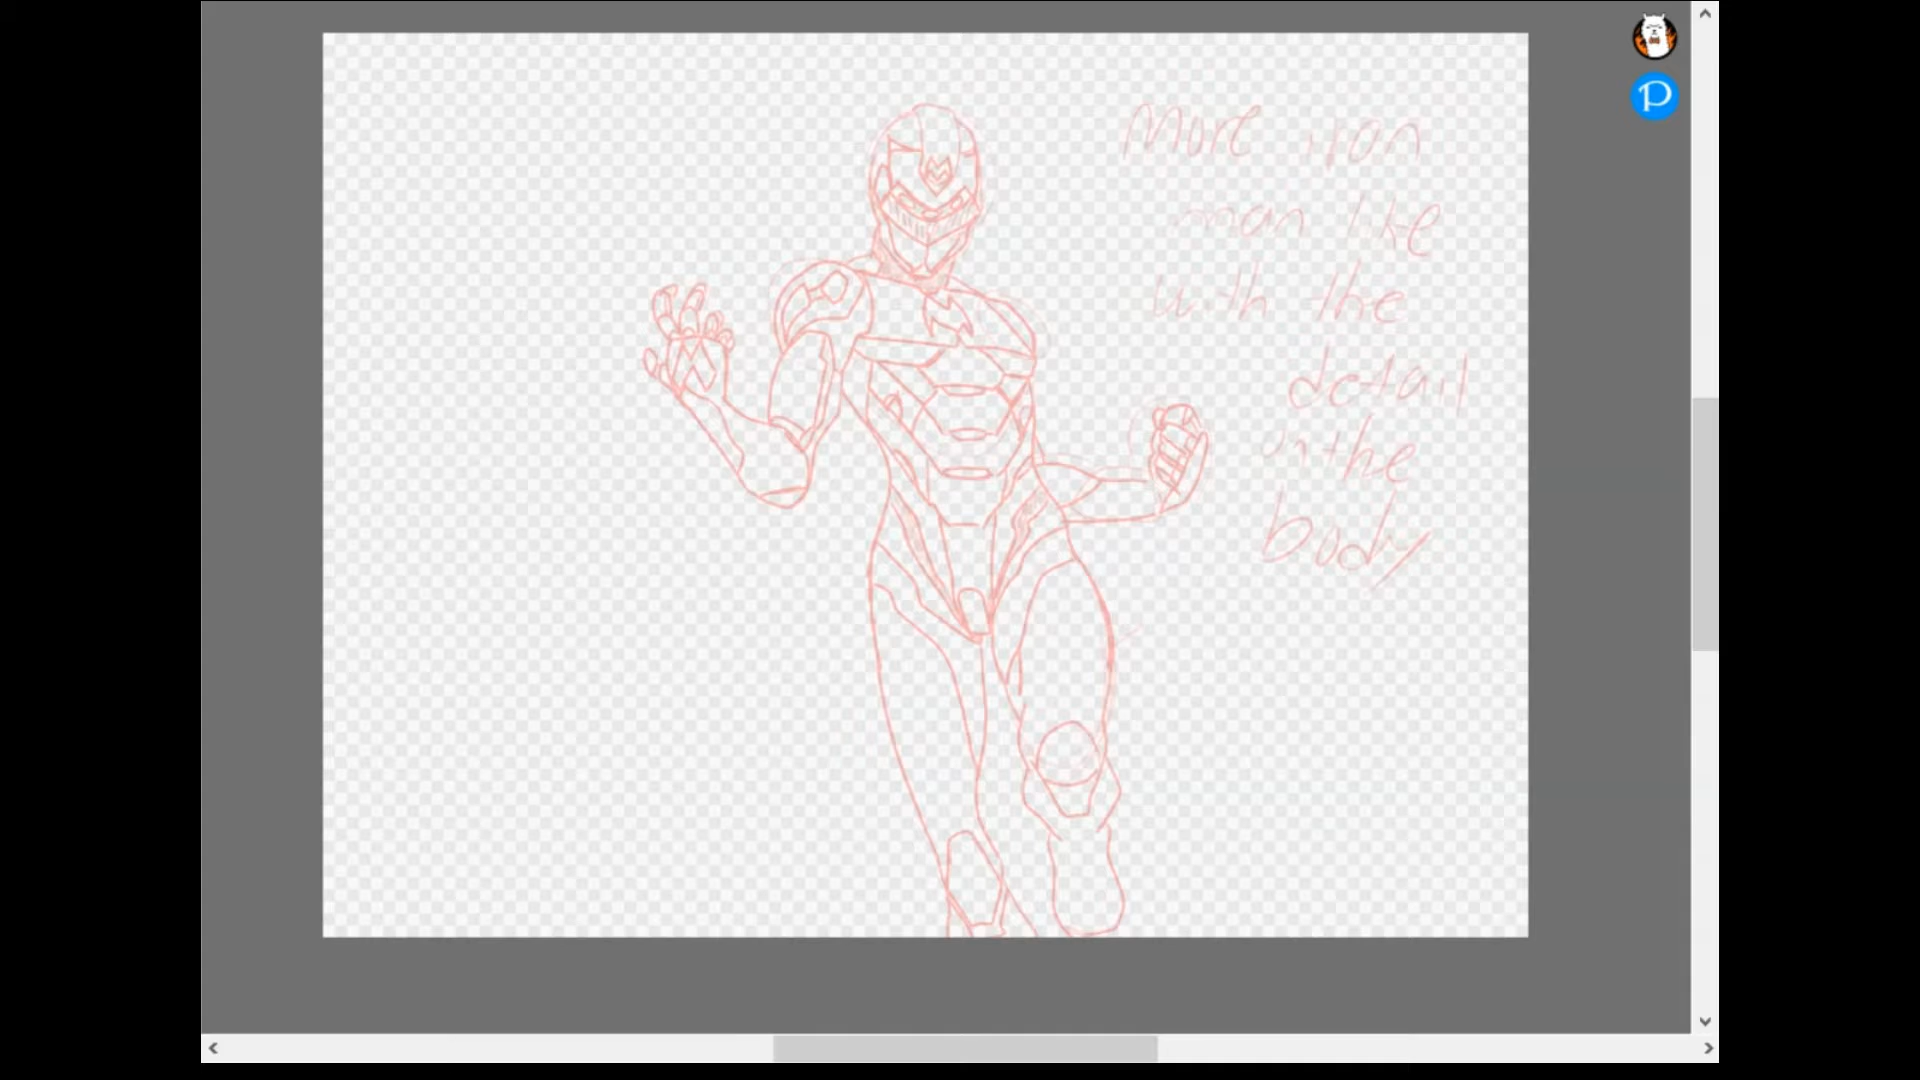 More iron
man like
with the
detail
on the
body
P